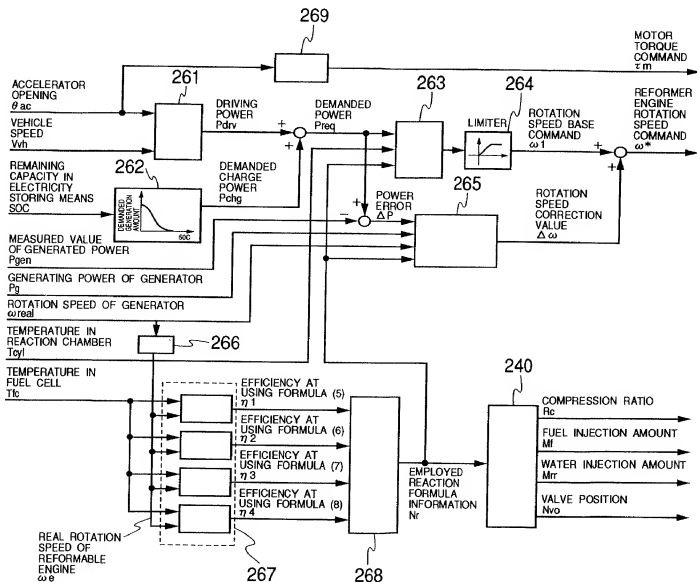 269
MOTOR
TORQUE
COMMAND
τm
ACCELERATOR
OPENING
θac
VEHICLE
SPEED
Vvh
261
DRIVING
POWER
Pdrv
DEMANDED
POWER
Preq
263
264
LIMITER
ROTATION
SPEED BASE
COMMAND
ω1
REFORMER
ENGINE
ROTATION
SPEED
COMMAND
ω*
+
+
+
+
REMAINING
CAPACITY IN
ELECTRICITY
STORING MEANS
SOC
262
DEMANDED
GENERATION
AMOUNT
SOC
DEMANDED
CHARGE
POWER
Pchg
+
−
POWER
ERROR
ΔP
265
ROTATION
SPEED
CORRECTION
VALUE
Δω
MEASURED VALUE
OF GENERATED POWER
Pgen
GENERATING POWER OF GENERATOR
Pg
ROTATION SPEED OF GENERATOR
ωreal
TEMPERATURE IN
REACTION CHAMBER
Tcyl
266
TEMPERATURE IN
FUEL CELL
Tfc
EFFICIENCY AT
USING FORMULA (5)
η1
EFFICIENCY AT
USING FORMULA (6)
η2
EFFICIENCY AT
USING FORMULA (7)
η3
EFFICIENCY AT
USING FORMULA (8)
η4
REAL ROTATION
SPEED OF
REFORMABLE
ENGINE
ωe
267
268
EMPLOYED
REACTION
FORMULA
INFORMATION
Nr
240
COMPRESSION RATIO
Rc
FUEL INJECTION AMOUNT
Mf
WATER INJECTION AMOUNT
Mrr
VALVE POSITION
Nvo